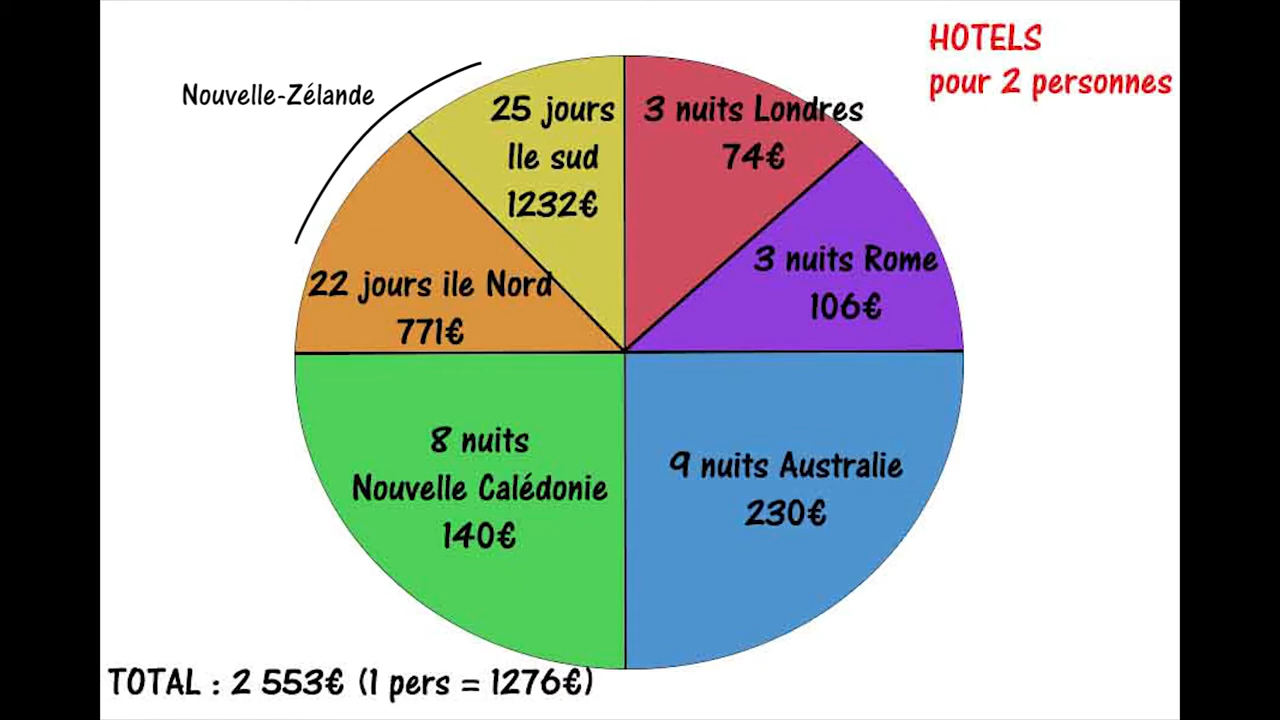 HOTELS
pour 2 personnes
Nouvelle-Zélande
25 jours
Ile sud
1232€
3 nuits Londres
74€
3 nuits Rome
106€
22 jours ile Nord
771€
8 nuits
Nouvelle Calédonie
140€
9 nuits Australie
230€
TOTAL : 2 553€ (1 pers = 1276€)